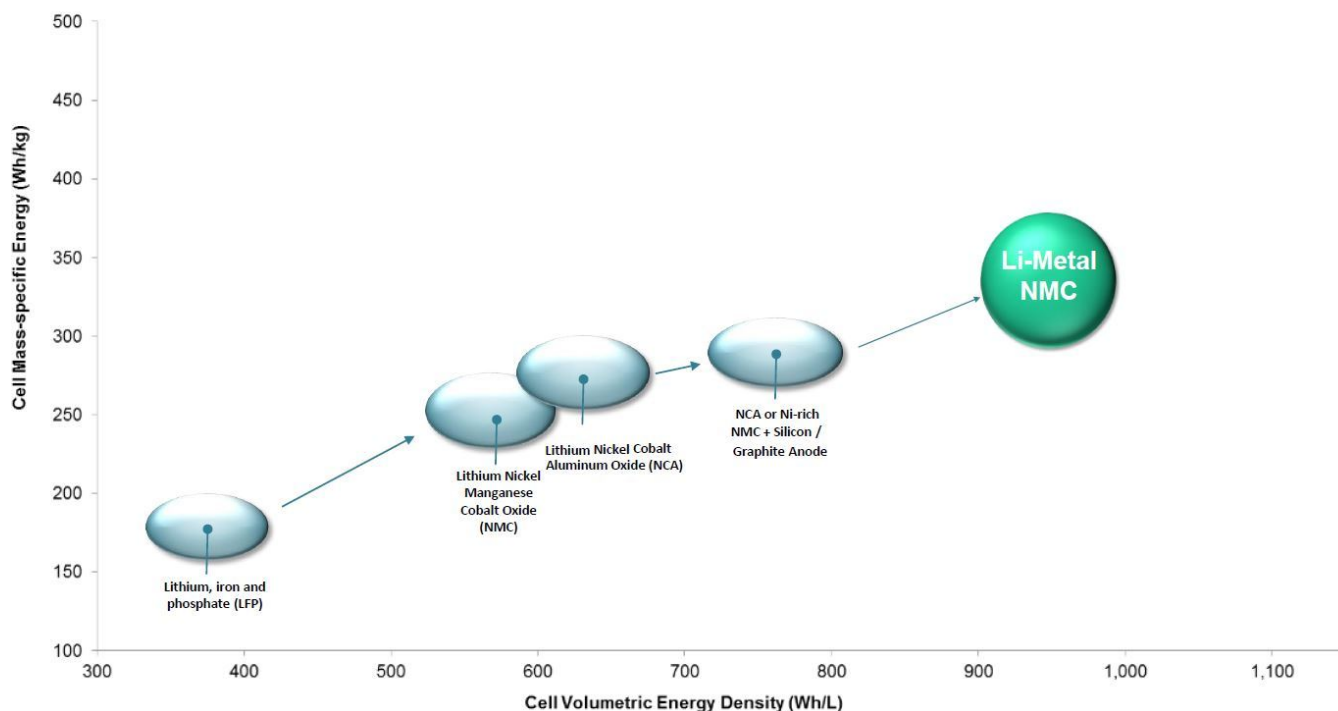 500
450
400
350
300
250
200
150
100
Cell Mass-specific Energy (Wh/kg)
Li-Metal
NMC
NCA or Ni-rich
NMC + Silicon /
Graphite Anode
Lithium Nickel Cobalt
Aluminum Oxide (NCA)
Lithium Nickel
Manganese
Cobalt Oxide
(NMC)
Lithium, iron and
phosphate (LFP)
300 400 500 600 700 800 900 1,000 1,100
Cell Volumetric Energy Density (Wh/L)